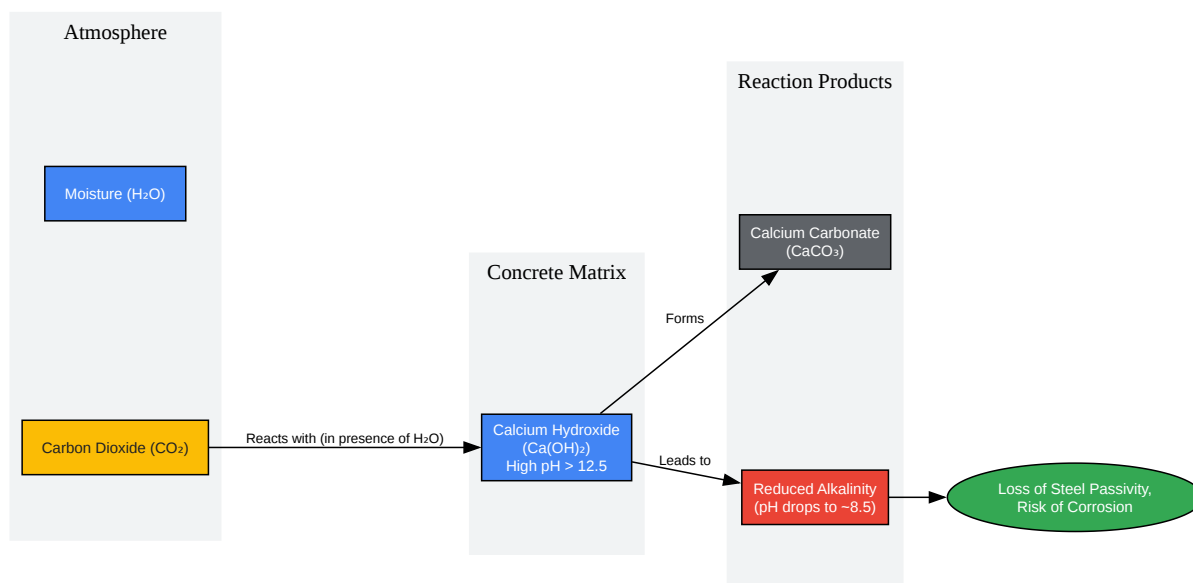 Atmosphere
Moisture (H₂O)
Carbon Dioxide (CO₂)
Reacts with (in presence of H₂O)
Concrete Matrix
Calcium Hydroxide
(Ca(OH)₂)
High pH > 12.5
Forms
Leads to
Reaction Products
Calcium Carbonate
(CaCO₃)
Reduced Alkalinity
(pH drops to ~8.5)
Loss of Steel Passivity,
Risk of Corrosion